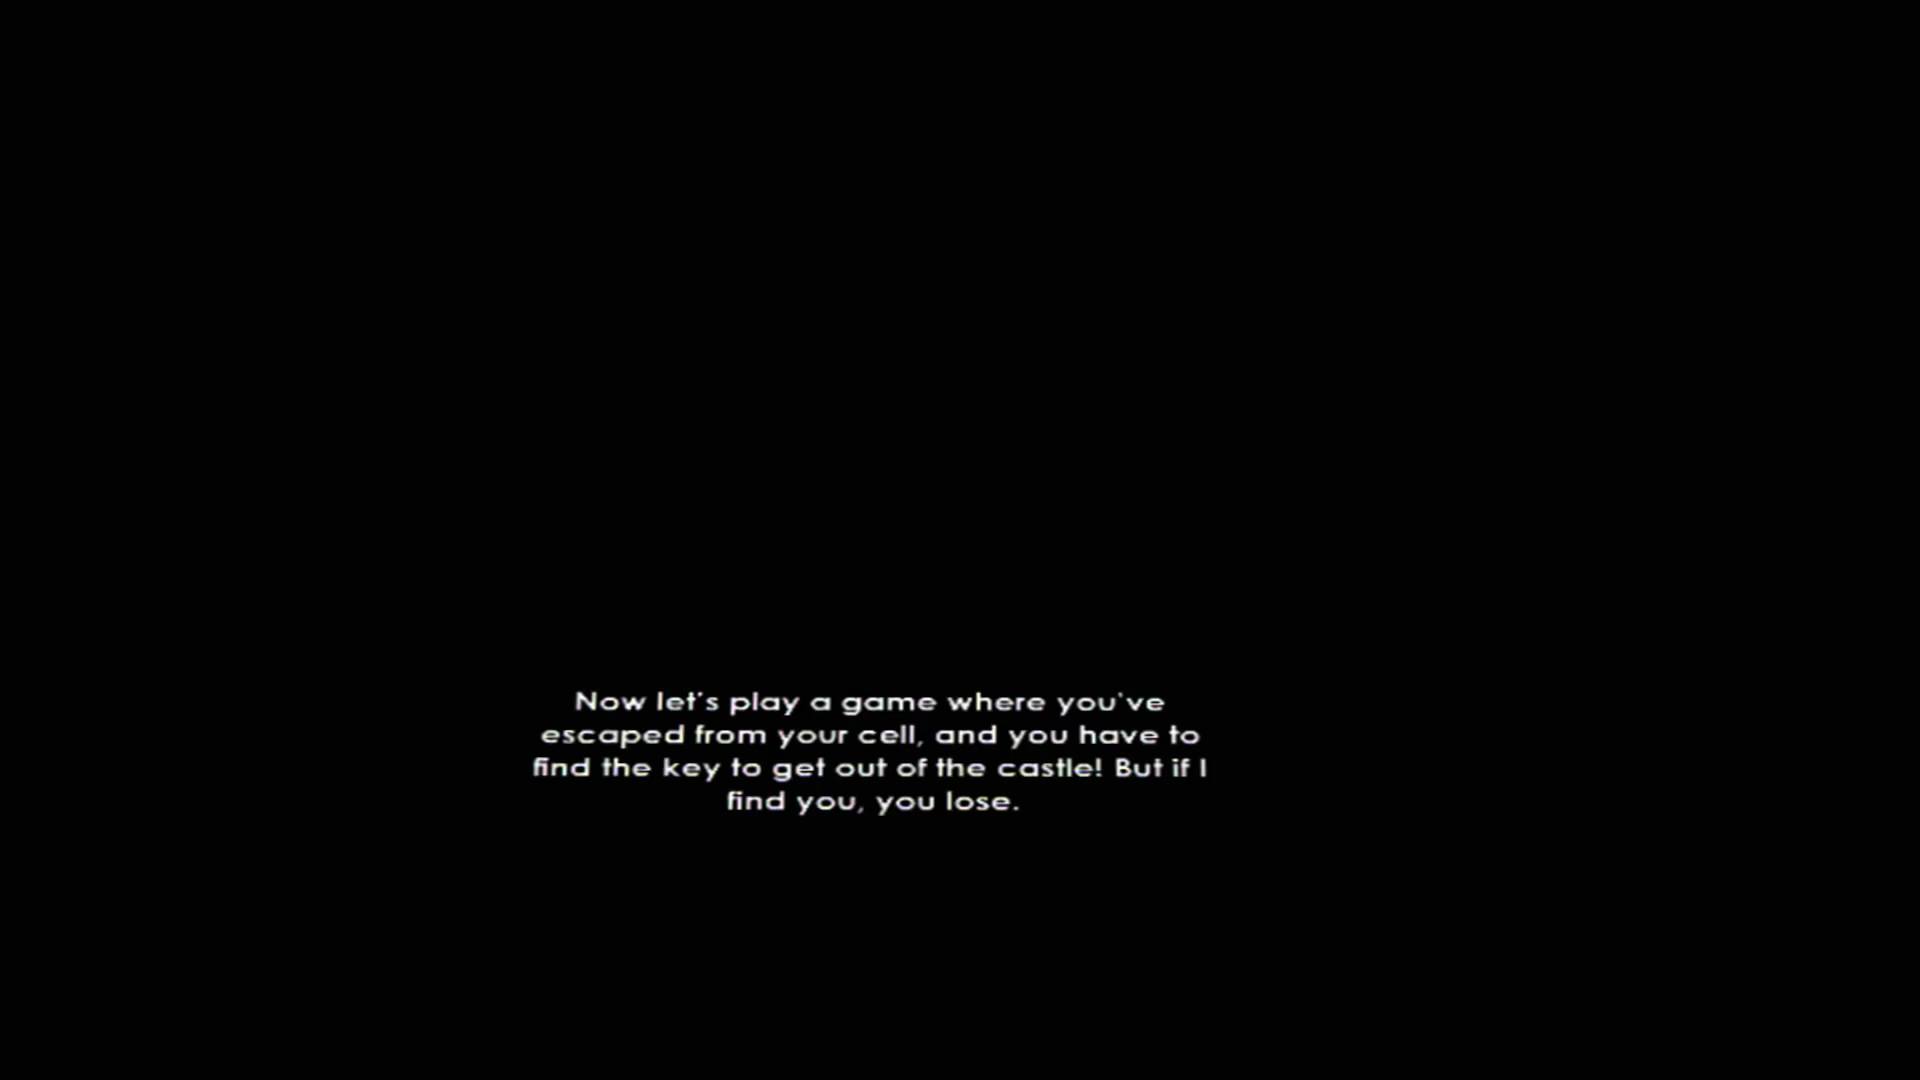 Now let's play a game where you've
escaped from your cell, and you have to
find the key to get out of the castle! But if I
find you, you lose.